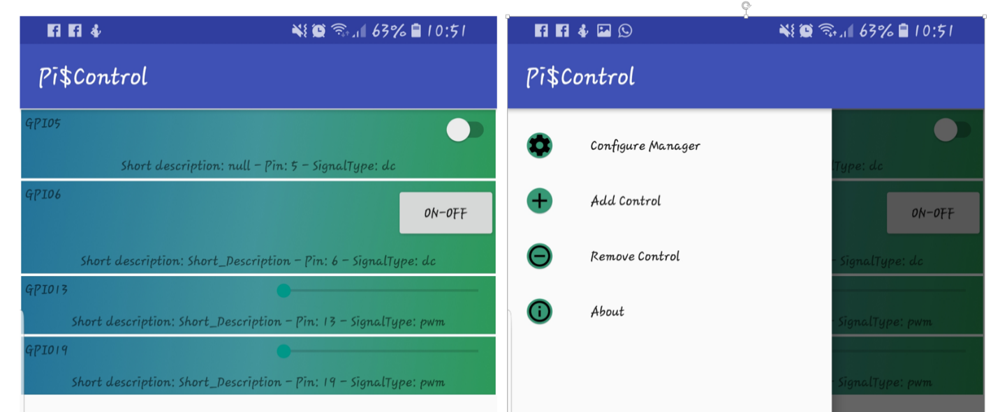 63% 10:51
Pi$Control
GPIO5
Short description: null - Pin: 5 - SignalType: dc
GPIO6
ON-OFF
Short description: Short_Description - Pin: 6 - SignalType: dc
GPIO13
Short description: Short_Description - Pin: 13 - SignalType: pwm
GPIO19
Short description: Short_Description - Pin: 19 - SignalType: pwm
63% 10:51
Pi$Control
Configure Manager
Add Control
Remove Control
About
lType: dc
ON-OFF
- SignalType: dc
- SignalType: pwm
- SignalType: pwm